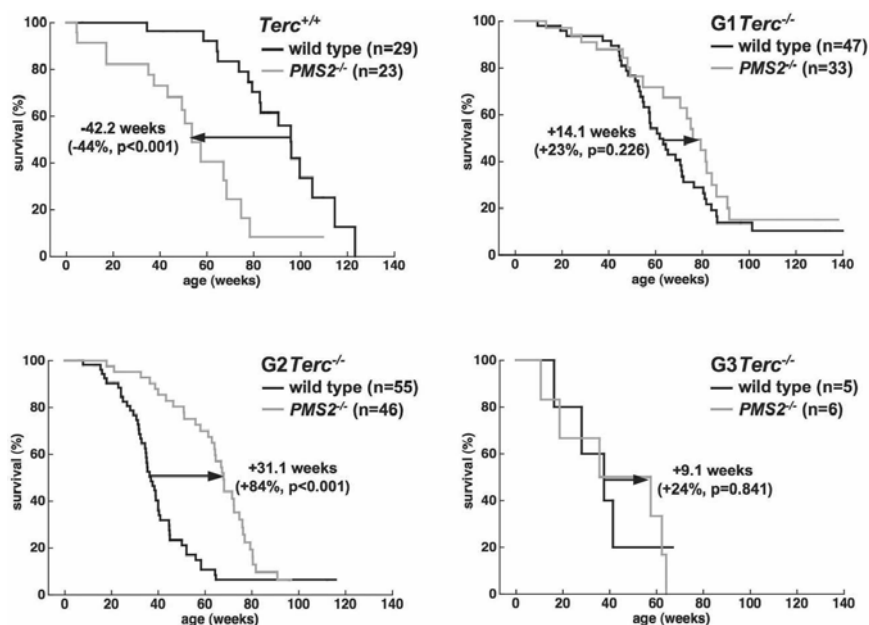 Terc+/+
wild type (n=29)
PMS2-/- (n=23)
-42.2 weeks
(-44%, p<0.001)
survival (%)
100
80
60
40
20
0 20 40 60 80 100 120 140
age (weeks)
G1Terc-/-
wild type (n=47)
PMS2-/- (n=33)
+14.1 weeks
(+23%, p=0.226)
survival (%)
100
80
60
40
20
0 20 40 60 80 100 120 140
age (weeks)
G2Terc-/-
wild type (n=55)
PMS2-/- (n=46)
+31.1 weeks
(+84%, p<0.001)
survival (%)
100
80
60
40
20
0 20 40 60 80 100 120 140
age (weeks)
G3Terc-/-
wild type (n=5)
PMS2-/- (n=6)
+9.1 weeks
(+24%, p=0.841)
survival (%)
100
80
60
40
20
0 20 40 60 80 100 120 140
age (weeks)